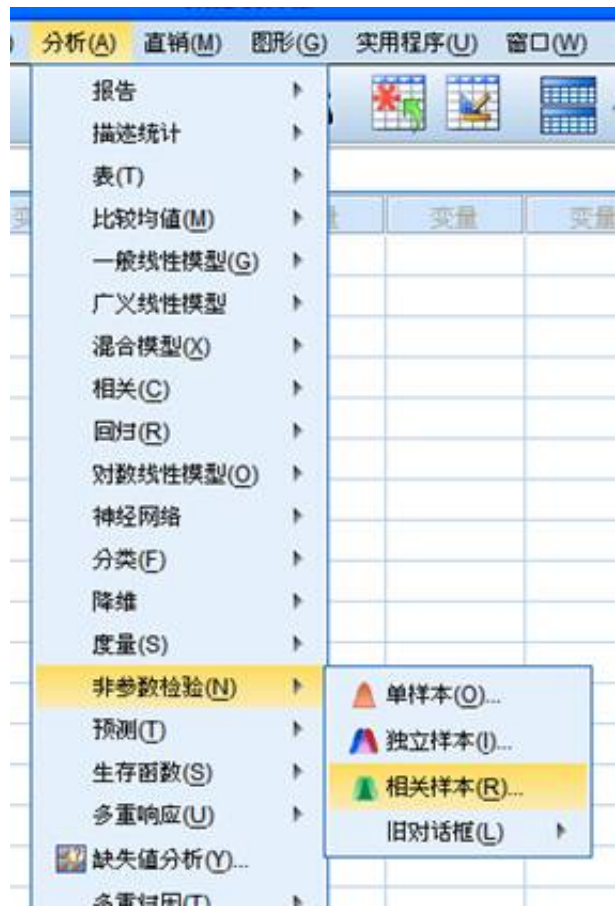 分析(A) 直销(M) 图形(G) 实用程序(U) 窗口(W)
报告
描述统计
表(T)
比较均值(M)
变量 变量
一般线性模型(G)
广义线性模型
混合模型(X)
相关(C)
回归(R)
对数线性模型(O)
神经网络
分类(F)
降维
度量(S)
非参数检验(N)
单样本(O)...
预测(T)
独立样本(I)...
生存函数(S)
相关样本(R)...
多重响应(U)
旧对话框(L)
缺失值分析(Y)...
多重归因(T)